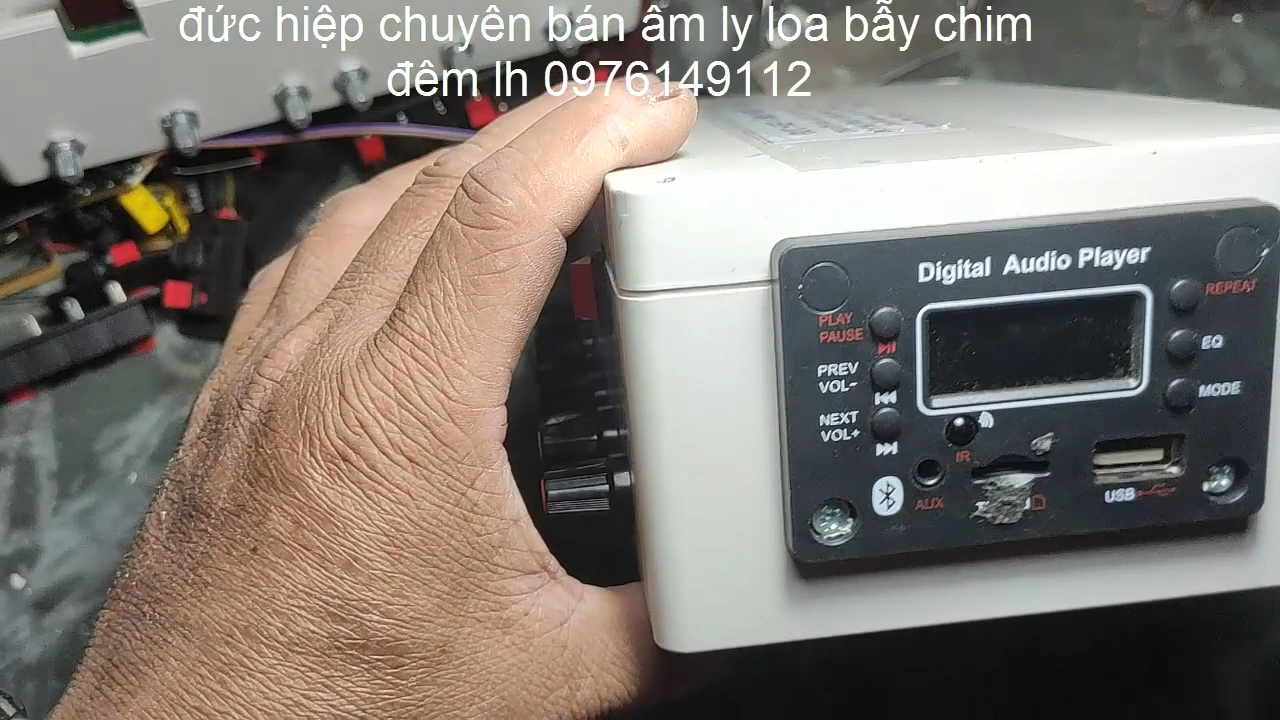 đức hiệp chuyên bán âm ly loa bẫy chim
đêm lh 0976149112
Digital Audio Player
PLAY
PAUSE
REPEAT
PREV
VOL-
EQ
NEXT
VOL+
MODE
IR
AUX
USB